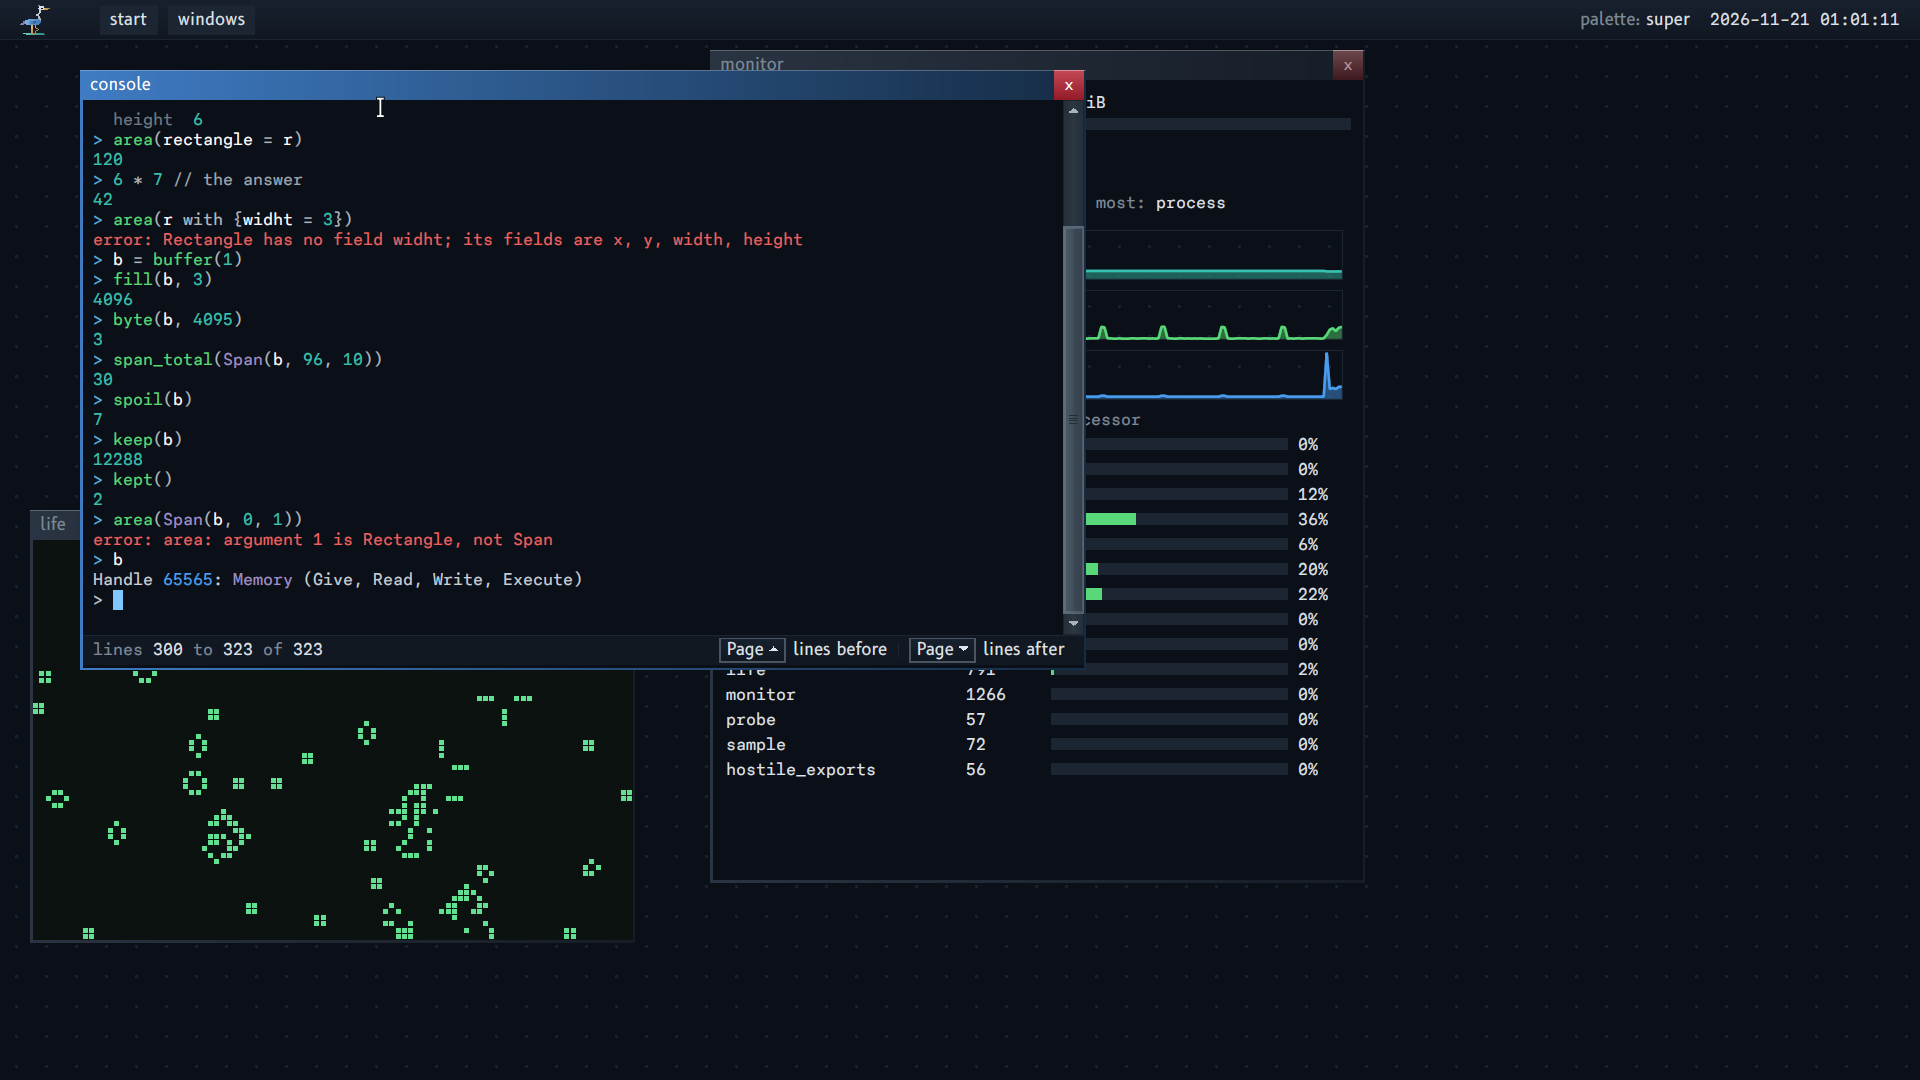 start windows palette: super 2026-11-21 01:01:11
monitor x
console x
iB
height 6
> area(rectangle = r)
120
> 6 * 7 // the answer
42
> area(r with {widht = 3})
error: Rectangle has no field widht; its fields are x, y, width, height
> b = buffer(1)
> fill(b, 3)
4096
> byte(b, 4095)
3
> span_total(Span(b, 96, 10))
30
> spoil(b)
7
> keep(b)
12288
> kept()
2
> area(Span(b, 0, 1))
error: area: argument 1 is Rectangle, not Span
> b
Handle 65565: Memory (Give, Read, Write, Execute)
>
lines 300 to 323 of 323 Page lines before Page lines after
most: process
cessor
0%
0%
12%
36%
6%
20%
22%
0%
0%
life 791 2%
monitor 1266 0%
probe 57 0%
sample 72 0%
hostile_exports 56 0%
life